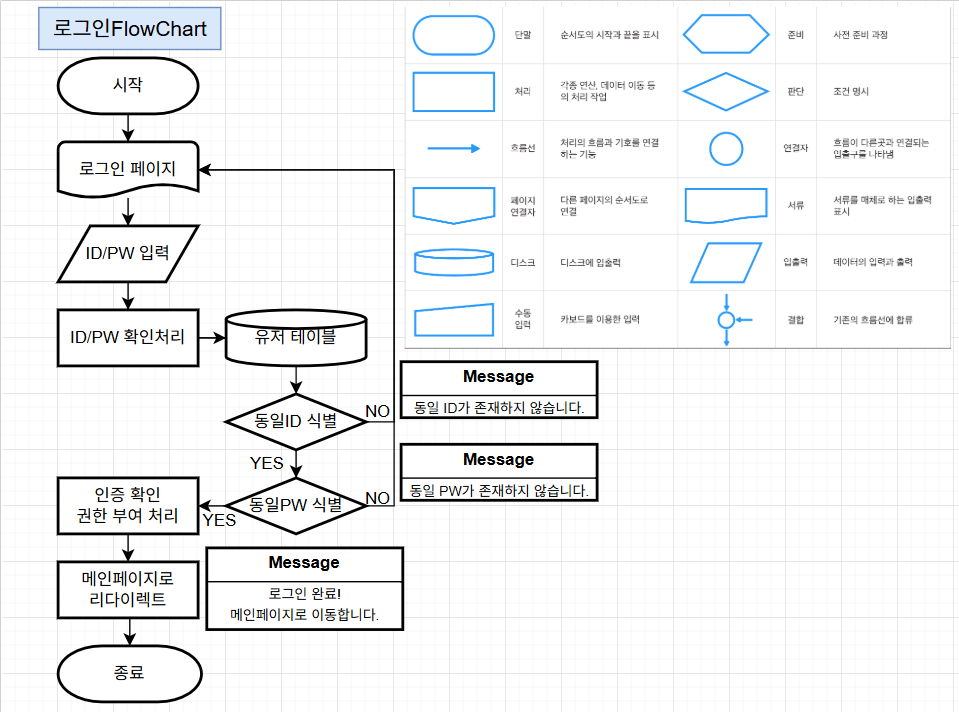 로그인FlowChart
시작
로그인 페이지
ID/PW 입력
ID/PW 확인처리
유저 테이블
동일ID 식별
NO
YES
동일PW 식별
NO
YES
인증 확인
권한 부여 처리
메인페이지로
리다이렉트
종료
Message
동일 ID가 존재하지 않습니다.
Message
동일 PW가 존재하지 않습니다.
Message
로그인 완료!
메인페이지로 이동합니다.
단말
순서도의 시작과 끝을 표시
준비
사전 준비 과정
처리
각종 연산, 데이터 이동 등
의 처리 작업
판단
조건 명시
흐름선
처리의 흐름과 기호를 연결
하는 기능
연결자
흐름이 다른곳과 연결되는
입출구를 나타냄
페이지
연결자
다른 페이지의 순서도로
연결
서류
서류를 매체로 하는 입출력
표시
디스크
디스크에 입출력
입출력
데이터의 입력과 출력
수동
입력
카보드를 이용한 입력
결합
기존의 흐름선에 합류